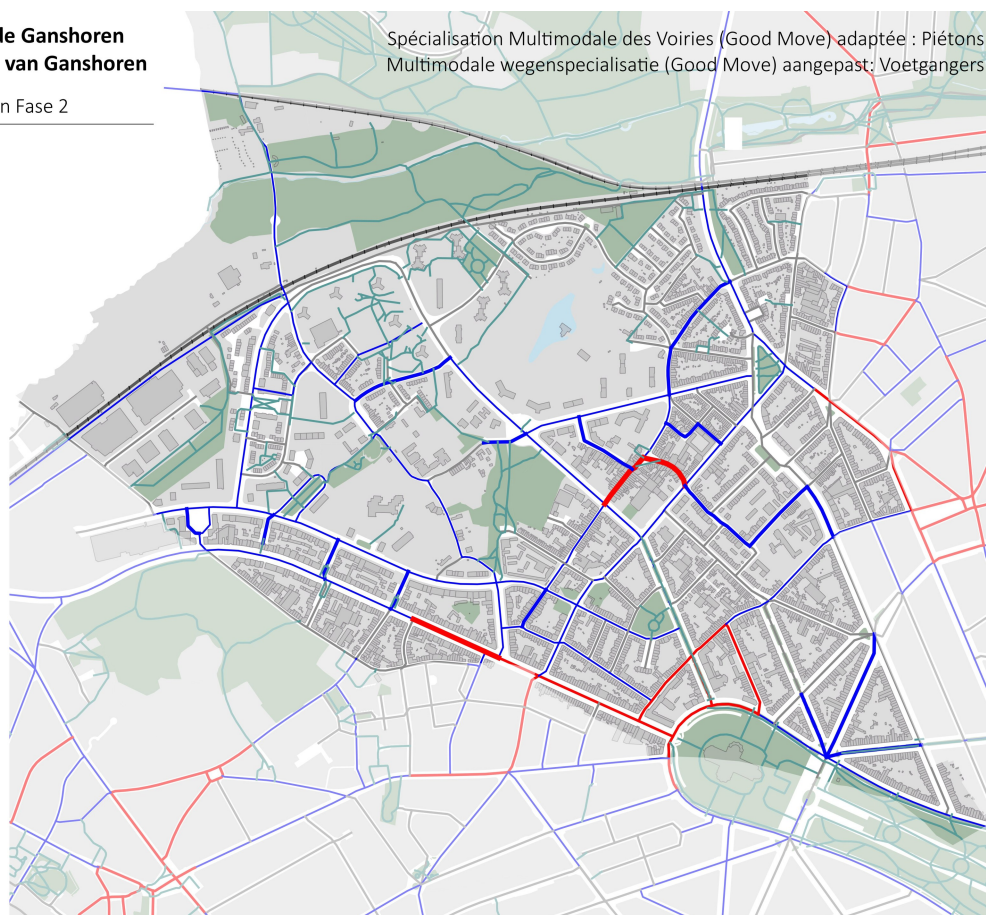 de Ganshoren
van Ganshoren
n Fase 2
Spécialisation Multimodale des Voiries (Good Move) adaptée : Piétons
Multimodale wegenspecialisatie (Good Move) aangepast: Voetgangers